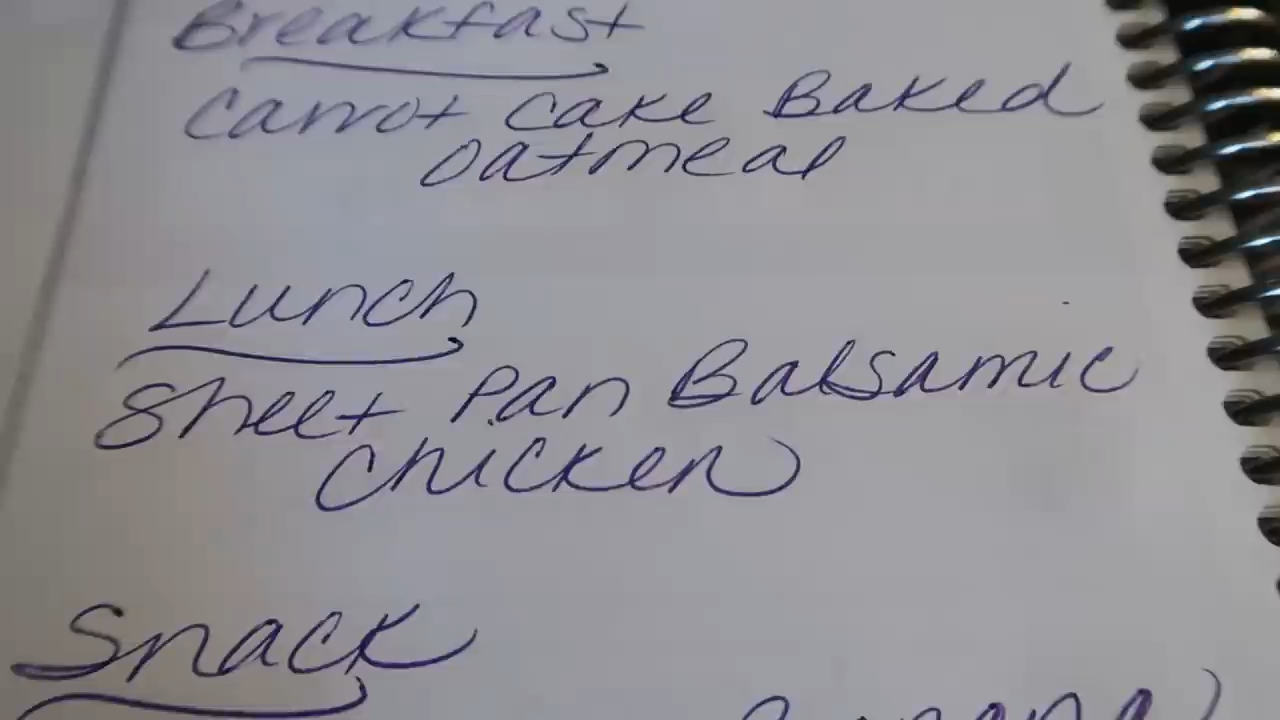 Breakfast
Carrot Cake Baked
Oatmeal
Lunch
Sheet Pan Balsamic
Chicken
Snack